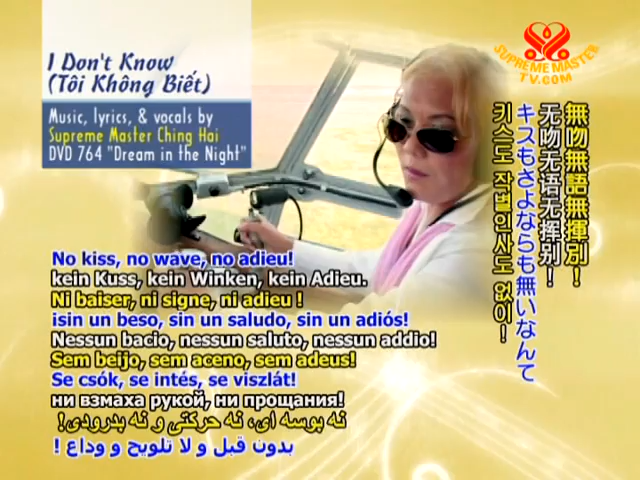 I Don't Know
(Tôi Không Biết)
Music, lyrics, & vocals by
Supreme Master Ching Hai
DVD 764 "Dream in the Night"
SUPREME MASTER
TV.COM
無吻無語無揮別！
无吻无语无挥别！
キスもさよならも無いなんて
키스도 작별인사도 없이！
No kiss, no wave, no adieu!
kein Kuss, kein Winken, kein Adieu.
Ni baiser, ni signe, ni adieu !
isin un beso, sin un saludo, sin un adiós!
Nessun bacio, nessun saluto, nessun addio!
Sem beijo, sem aceno, sem adeus!
Se csók, se intés, se viszlát!
ни взмаха рукой, ни прощания!
نه بوسه ای، نه حرکتی و نه بدرودی!
بدون قبل و لا تلويح و وداع !